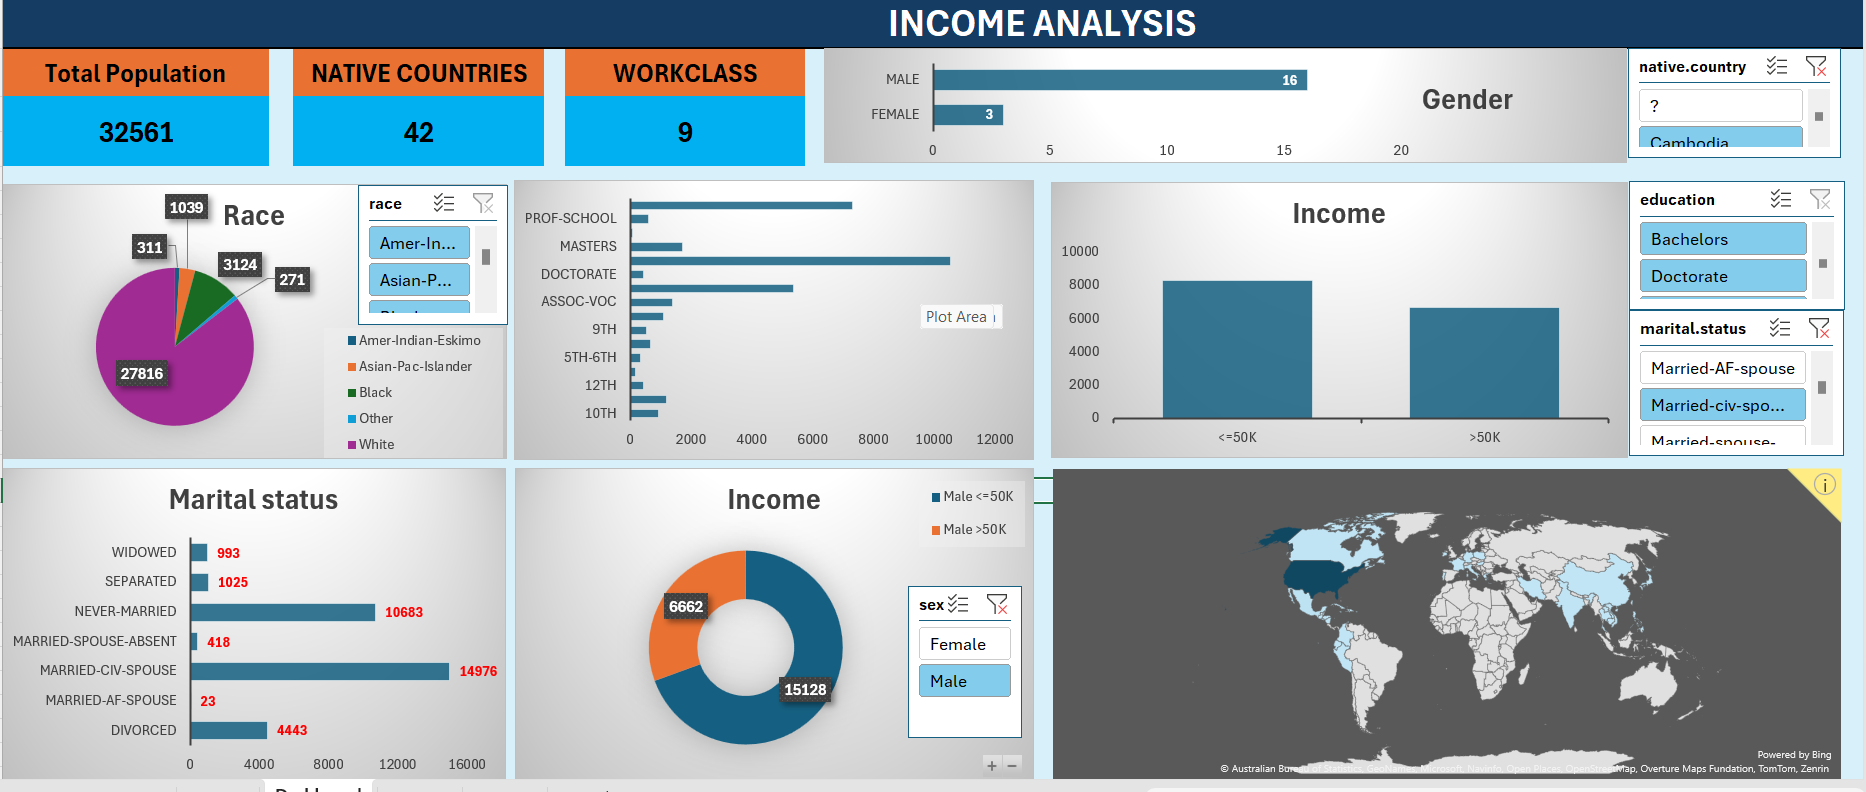 INCOME ANALYSIS
Total Population
32561
NATIVE COUNTRIES
42
WORKCLASS
9
MALE
16
FEMALE
3
Gender
0 5 10 15 20
native.country
?
Cambodia
1039
Race
311
3124
271
27816
race
Amer-In...
Asian-P...
Amer-Indian-Eskimo
Asian-Pac-Islander
Black
Other
White
PROF-SCHOOL
MASTERS
DOCTORATE
ASSOC-VOC
9TH
5TH-6TH
12TH
10TH
0 2000 4000 6000 8000 10000 12000
Plot Area
Income
10000
8000
6000
4000
2000
0
<=50K >50K
education
Bachelors
Doctorate
marital.status
Married-AF-spouse
Married-civ-spo...
Married-spouse-
Marital status
WIDOWED 993
SEPARATED 1025
NEVER-MARRIED 10683
MARRIED-SPOUSE-ABSENT 418
MARRIED-CIV-SPOUSE 14976
MARRIED-AF-SPOUSE 23
DIVORCED 4443
0 4000 8000 12000 16000
Income
Male <=50K
Male >50K
6662
15128
sex
Female
Male
Powered by Bing
© Australian Bureau of Statistics, GeoNames, Microsoft, Navinfo, Open Places, OpenStreetMap, Overture Maps Fundation, TomTom, Zenrin